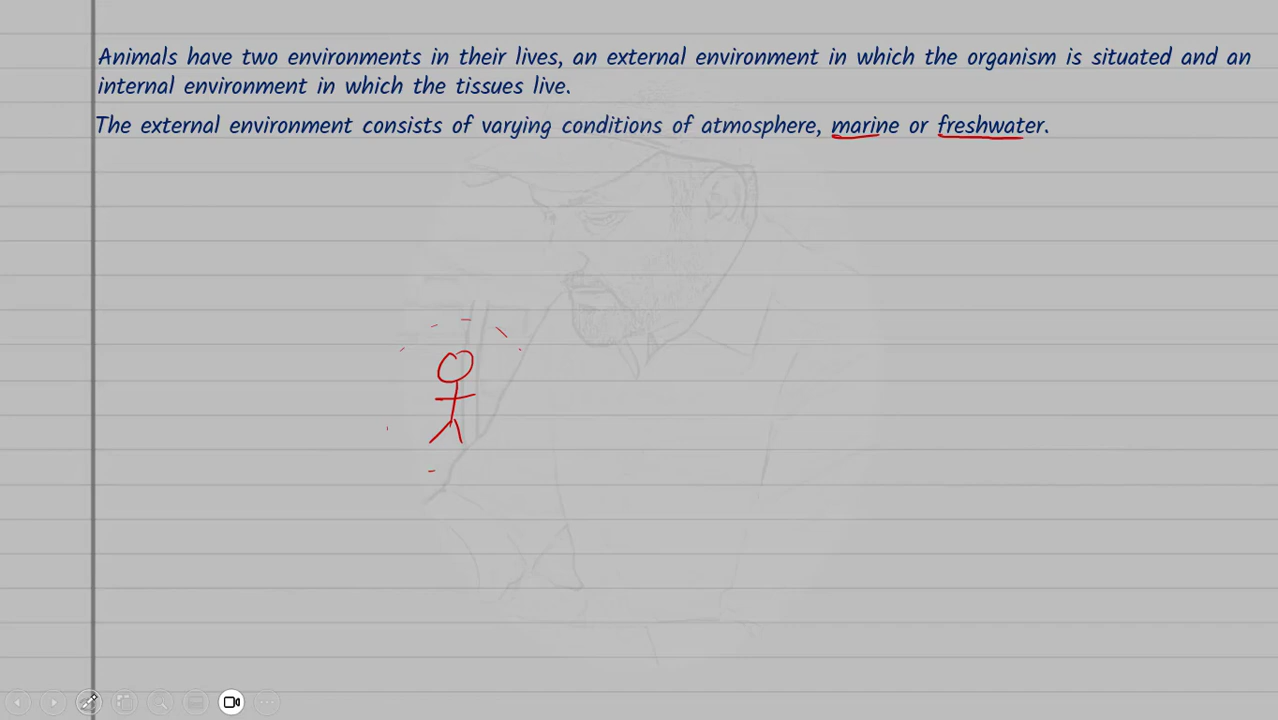 Animals have two environments in their lives, an external environment in which the organism is situated and an
internal environment in which the tissues live.
The external environment consists of varying conditions of atmosphere, marine or freshwater.